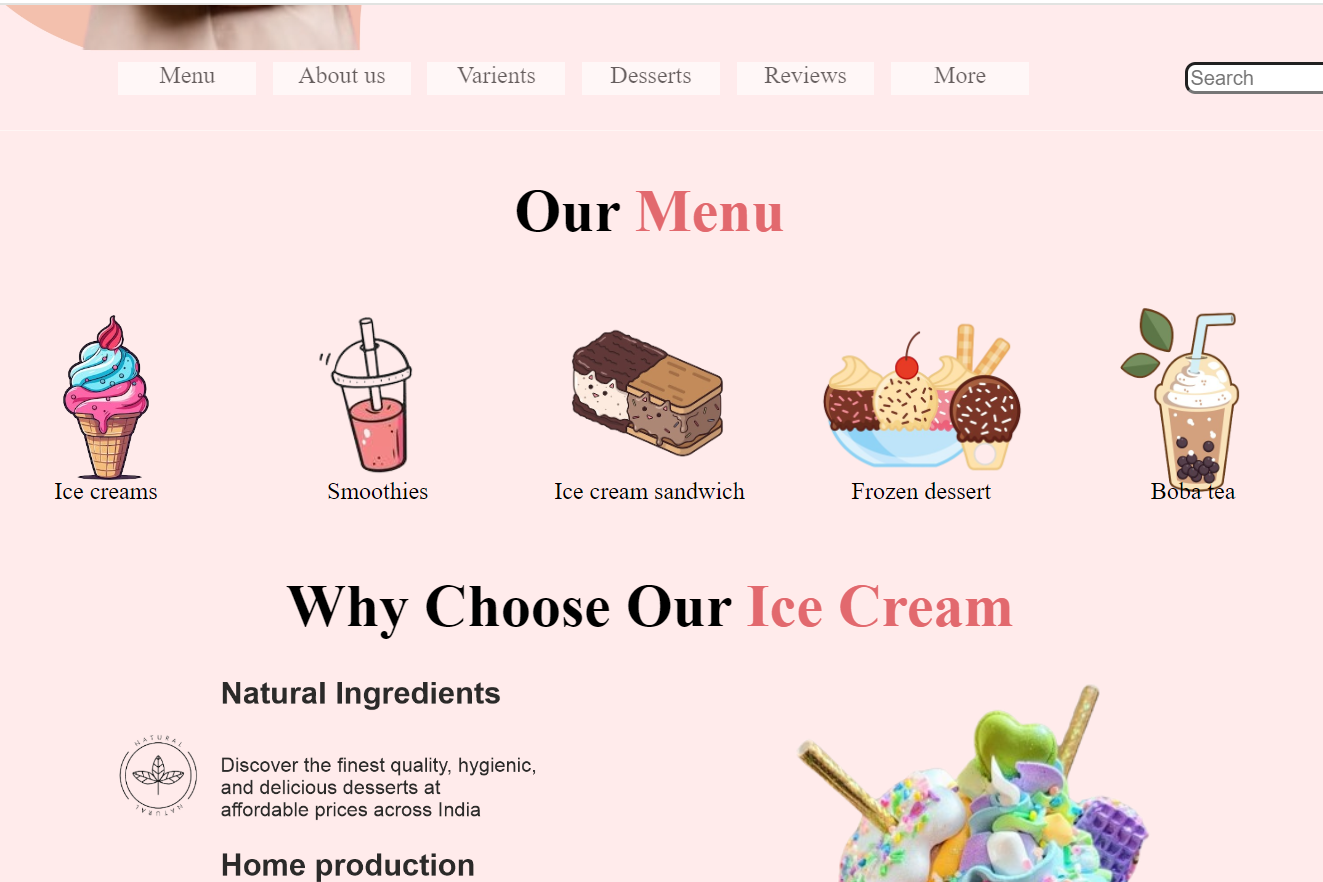 Menu
About us
Varients
Desserts
Reviews
More
Search
Our Menu
Ice creams
Smoothies
Ice cream sandwich
Frozen dessert
Boba tea
Why Choose Our Ice Cream
Natural Ingredients
NATURAL
NATURAL
Discover the finest quality, hygienic,
and delicious desserts at
affordable prices across India
Home production